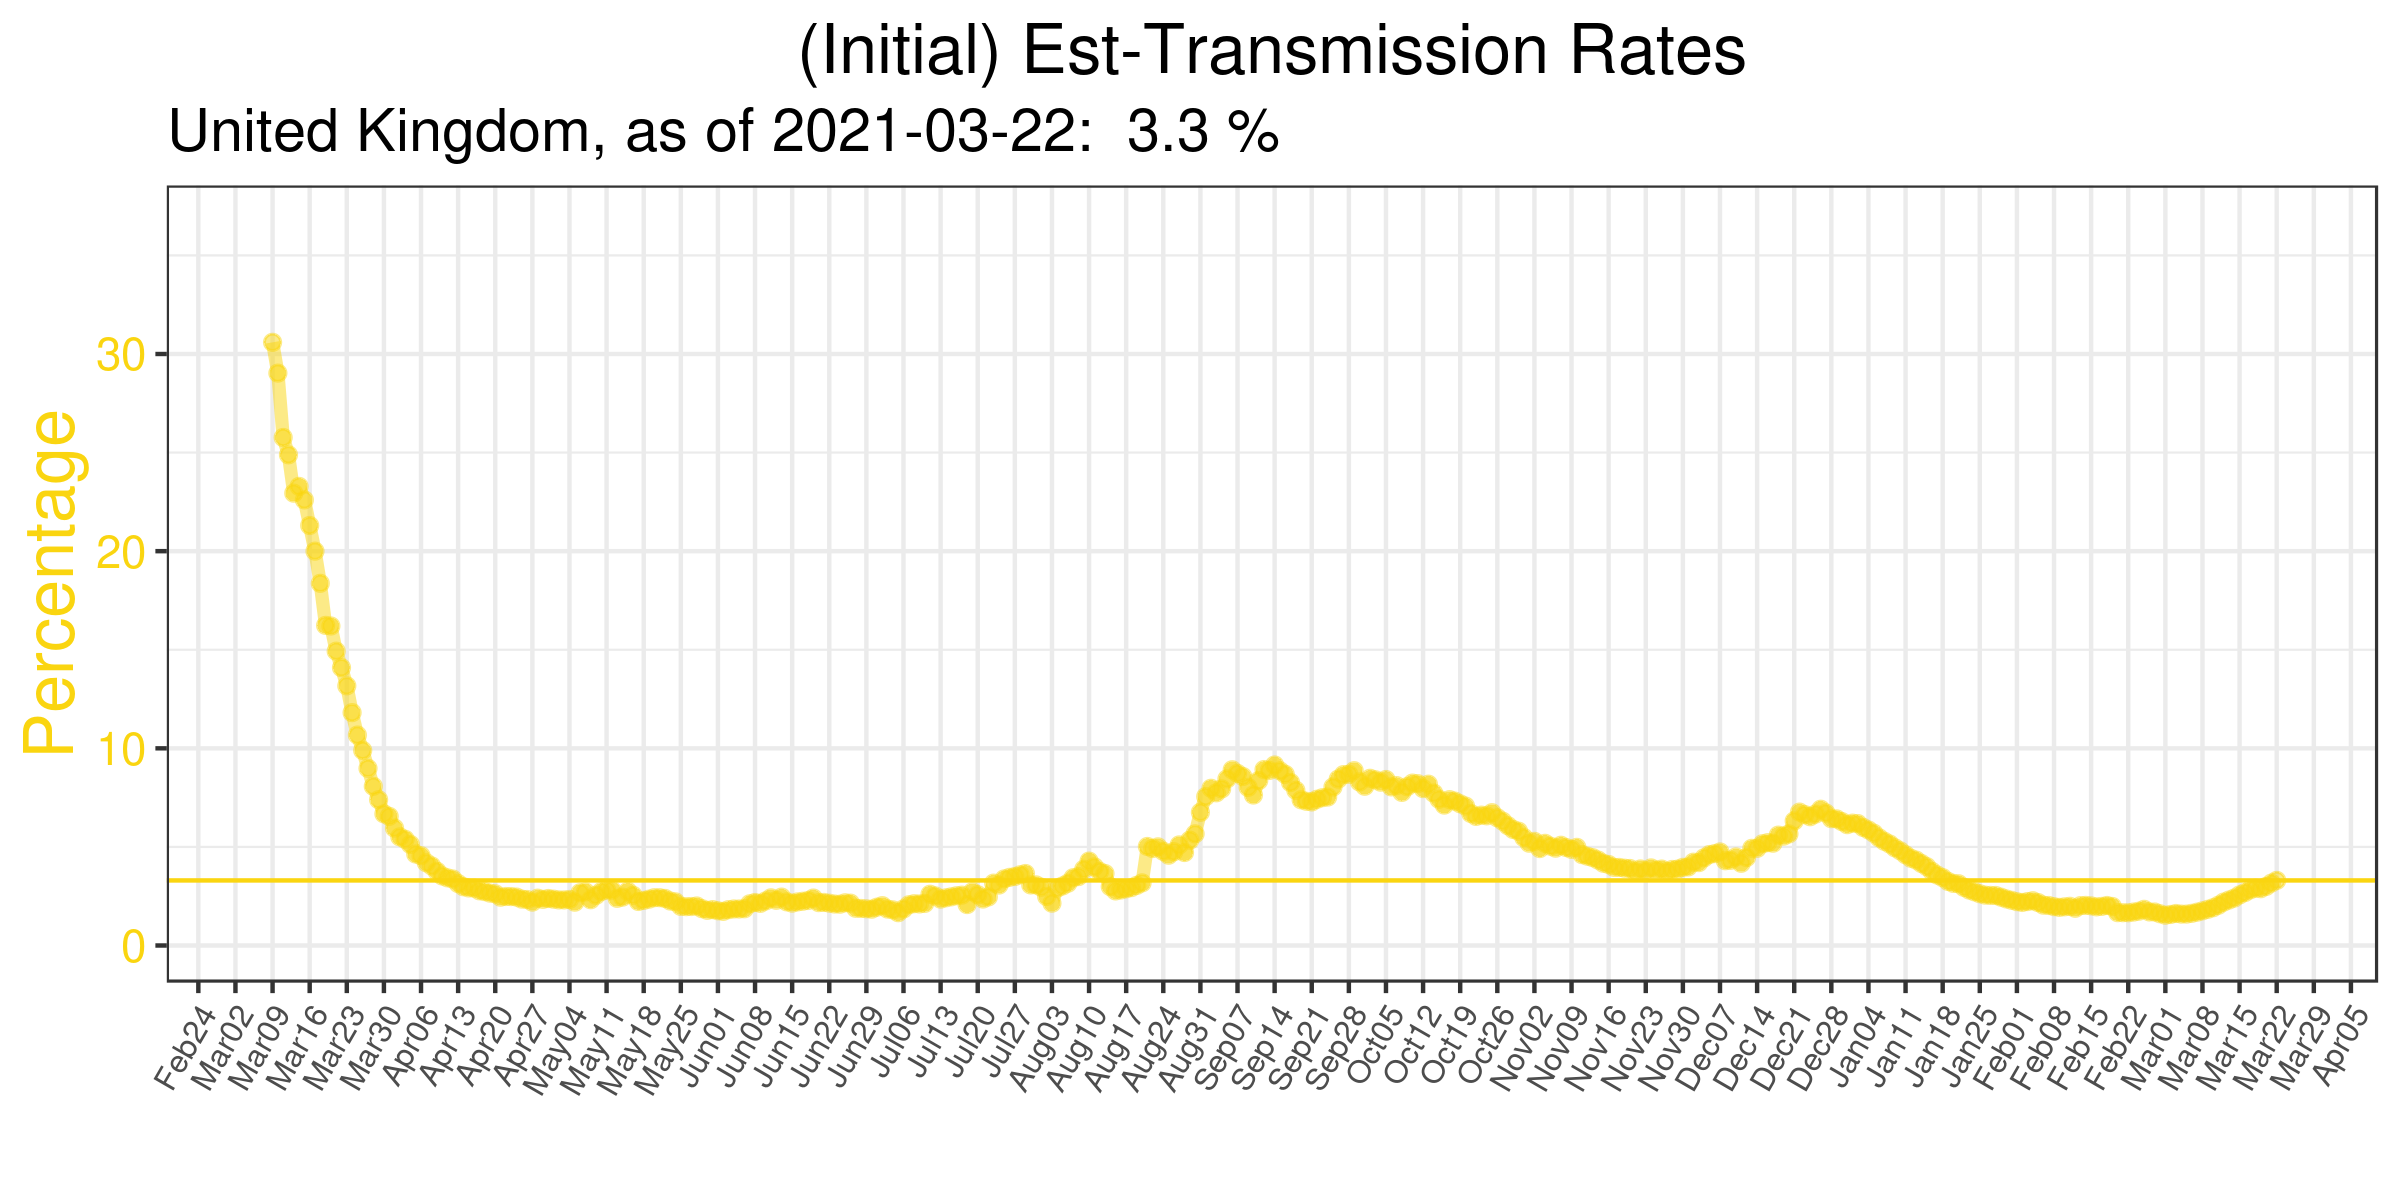 (Initial) Est-Transmission Rates
United Kingdom, as of 2021-03-22:  3.3 %
Percentage
30
20
10
0
Feb24
Mar02
Mar09
Mar16
Mar23
Mar30
Apr06
Apr13
Apr20
Apr27
May04
May11
May18
May25
Jun01
Jun08
Jun15
Jun22
Jun29
Jul06
Jul13
Jul20
Jul27
Aug03
Aug10
Aug17
Aug24
Aug31
Sep07
Sep14
Sep21
Sep28
Oct05
Oct12
Oct19
Oct26
Nov02
Nov09
Nov16
Nov23
Nov30
Dec07
Dec14
Dec21
Dec28
Jan04
Jan11
Jan18
Jan25
Feb01
Feb08
Feb15
Feb22
Mar01
Mar08
Mar15
Mar22
Mar29
Apr05